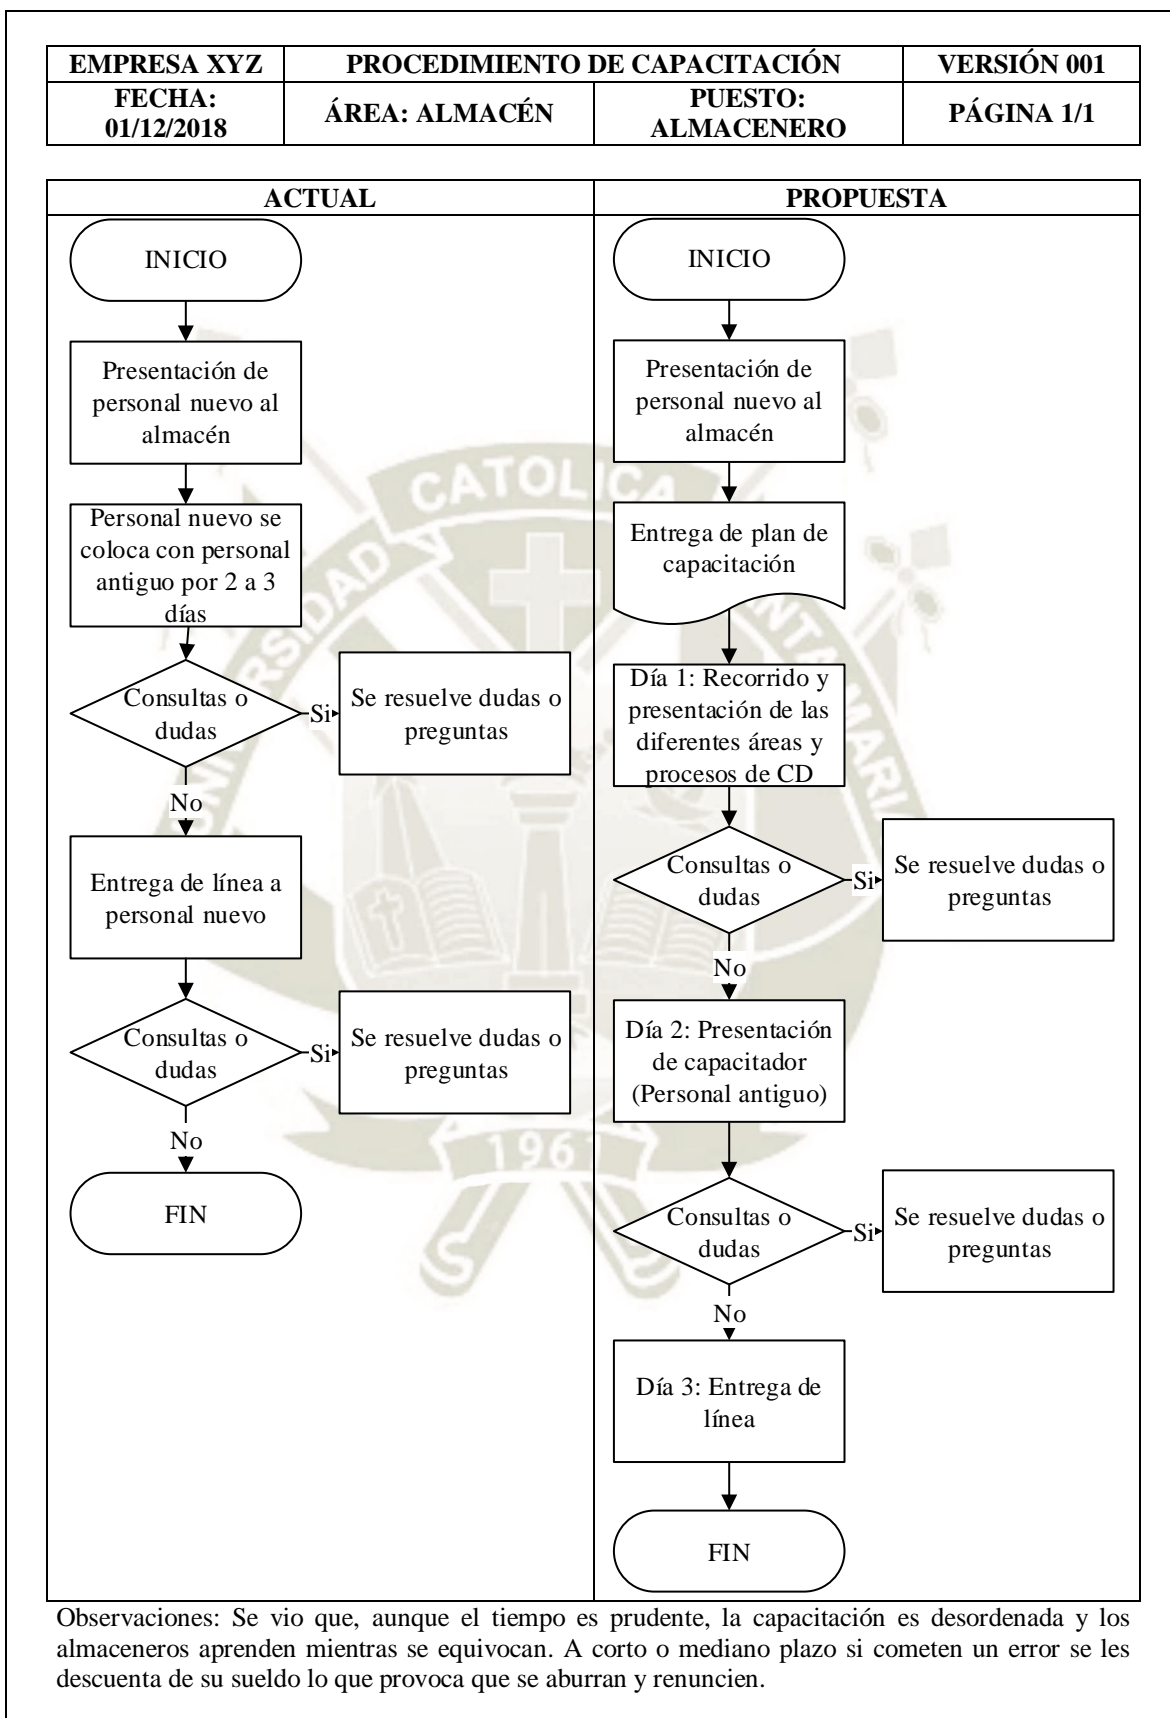 EMPRESA XYZ
PROCEDIMIENTO DE CAPACITACIÓN
VERSIÓN 001
FECHA:
01/12/2018
ÁREA: ALMACÉN
PUESTO:
ALMACENERO
PÁGINA 1/1
ACTUAL
INICIO
Presentación de
personal nuevo al
almacén
Personal nuevo se
coloca con personal
antiguo por 2 a 3
días
Consultas o
dudas
Si
Se resuelve dudas o
preguntas
No
Entrega de línea a
personal nuevo
Consultas o
dudas
Si
Se resuelve dudas o
preguntas
No
FIN
PROPUESTA
INICIO
Presentación de
personal nuevo al
almacén
Entrega de plan de
capacitación
Día 1: Recorrido y
presentación de las
diferentes áreas y
procesos de CD
Consultas o
dudas
Si
Se resuelve dudas o
preguntas
No
Día 2: Presentación
de capacitador
(Personal antiguo)
Consultas o
dudas
Si
Se resuelve dudas o
preguntas
No
Día 3: Entrega de
línea
FIN
Observaciones: Se vio que, aunque el tiempo es prudente, la capacitación es desordenada y los
almaceneros aprenden mientras se equivocan. A corto o mediano plazo si cometen un error se les
descuenta de su sueldo lo que provoca que se aburran y renuncien.
CATOLICA